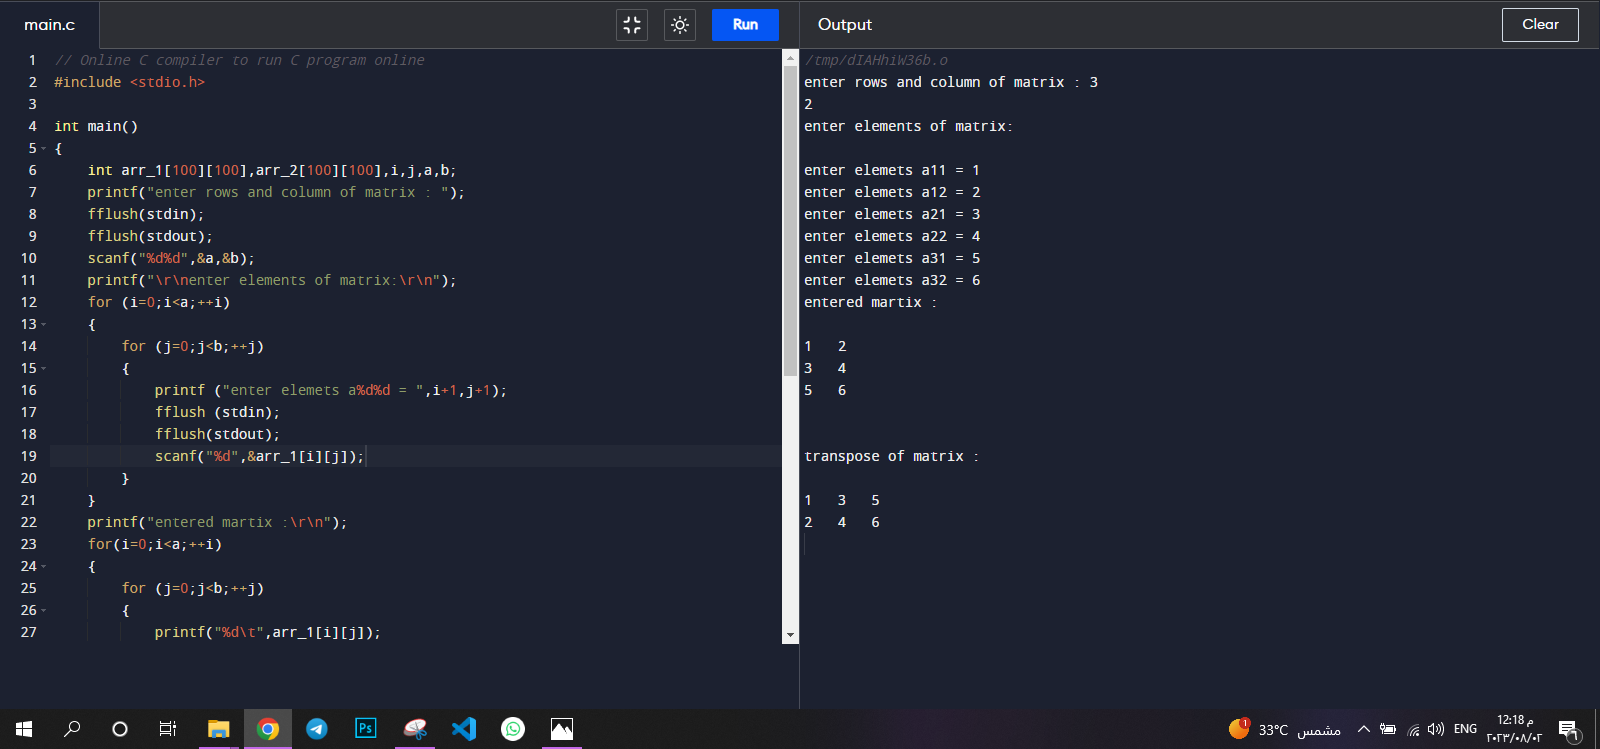 main.c
Run
Output
Clear
1 // Online C compiler to run C program online
2 #include <stdio.h>
3
4 int main()
5 {
6 int arr_1[100][100],arr_2[100][100],i,j,a,b;
7 printf("enter rows and column of matrix : ");
8 fflush(stdin);
9 fflush(stdout);
10 scanf("%d%d",&a,&b);
11 printf("\r\nenter elements of matrix:\r\n");
12 for (i=0;i<a;++i)
13 {
14 for (j=0;j<b;++j)
15 {
16 printf ("enter elemets a%d%d = ",i+1,j+1);
17 fflush (stdin);
18 fflush(stdout);
19 scanf("%d",&arr_1[i][j]);
20 }
21 }
22 printf("entered martix :\r\n");
23 for(i=0;i<a;++i)
24 {
25 for (j=0;j<b;++j)
26 {
27 printf("%d\t",arr_1[i][j]);
/tmp/dIAHhiW36b.o
enter rows and column of matrix : 3
2
enter elements of matrix:
enter elemets a11 = 1
enter elemets a12 = 2
enter elemets a21 = 3
enter elemets a22 = 4
enter elemets a31 = 5
enter elemets a32 = 6
entered martix :
1 2
3 4
5 6
transpose of matrix :
1 3 5
2 4 6
Ps
1
33°C مشمس
ENG
12:18 م
٢٠٢٣/٠٨/٠٢
٦